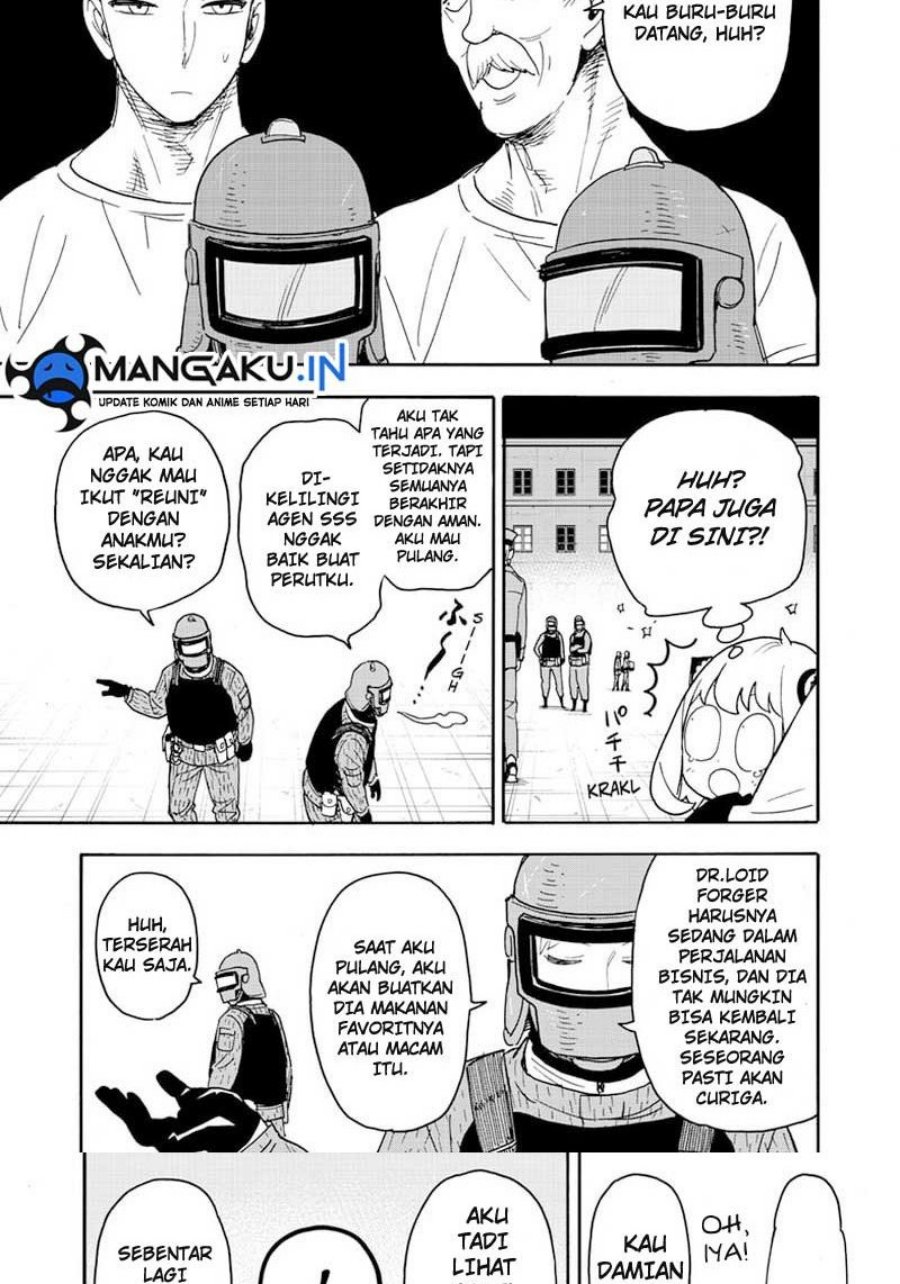 KAU BURU-BURU
DATANG, HUH?
MANGAKU.IN
UPDATE KOMIK DAN ANIME SETIAP HARI
HUH?
PAPA JUGA
DI SINI?!
パチチ
KRAKL
AKU TAK
TAHU APA YANG
TERJADI. TAPI
SETIDAKNYA
SEMUANYA
BERAKHIR
DENGAN AMAN.
AKU MAU
PULANG.
DI-
KELILINGI
AGEN SSS
NGGAK
BAIK BUAT
PERUTKU.
ふ〜…
SIGH
APA, KAU
NGGAK MAU
IKUT "REUNI"
DENGAN
ANAKMU?
SEKALIAN?
DR.LOID
FORGER
HARUSNYA
SEDANG DALAM
PERJALANAN
BISNIS, DAN DIA
TAK MUNGKIN
BISA KEMBALI
SEKARANG.
SESEORANG
PASTI AKAN
CURIGA.
SAAT AKU
PULANG, AKU
AKAN BUATKAN
DIA MAKANAN
FAVORITNYA
ATAU MACAM
ITU.
HUH,
TERSERAH
KAU SAJA.
OH,
IYA!
KAU
DAMIAN
AKU
TADI
LIHAT
SEBENTAR
LAGI